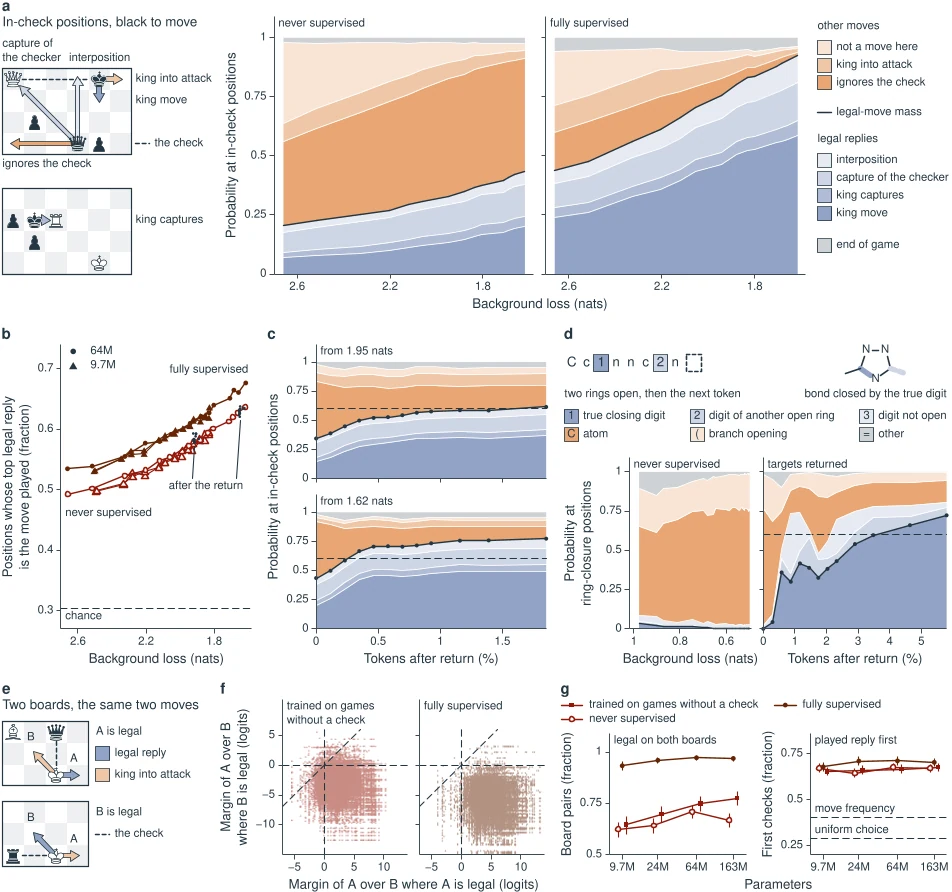 a
In-check positions, black to move
capture of
the checker
interposition
king into attack
king move
the check
ignores the check
king captures
never supervised
fully supervised
Probability at in-check positions
1
0.75
0.5
0.25
0
2.6
2.2
1.8
2.6
2.2
1.8
Background loss (nats)
other moves
not a move here
king into attack
ignores the check
legal-move mass
legal replies
interposition
capture of the checker
king captures
king move
end of game
b
64M
9.7M
fully supervised
after the return
never supervised
chance
Positions whose top legal reply
is the move played (fraction)
0.7
0.6
0.5
0.4
0.3
2.6
2.2
1.8
Background loss (nats)
c
from 1.95 nats
1
0.75
0.5
0.25
0
from 1.62 nats
1
0.75
0.5
0.25
0
Probability at in-check positions
0
0.5
1
1.5
Tokens after return (%)
d
C c 1 n n c 2 n
N N
N
two rings open, then the next token
bond closed by the true digit
1 true closing digit
2 digit of another open ring
3 digit not open
C atom
( branch opening
= other
never supervised
targets returned
Probability at
ring-closure positions
1
0.75
0.5
0.25
0
1
0.8
0.6
Background loss (nats)
0
1
2
3
4
5
Tokens after return (%)
e
Two boards, the same two moves
B
A
A is legal
legal reply
king into attack
B
A
B is legal
the check
f
trained on games
without a check
fully supervised
Margin of A over B
where B is legal (logits)
5
0
−5
−10
−5
0
5
10
−5
0
5
10
Margin of A over B where A is legal (logits)
g
trained on games without a check
never supervised
fully supervised
legal on both boards
Board pairs (fraction)
1
0.75
0.5
9.7M
24M
64M
163M
played reply first
First checks (fraction)
0.75
0.5
0.25
move frequency
uniform choice
9.7M
24M
64M
163M
Parameters